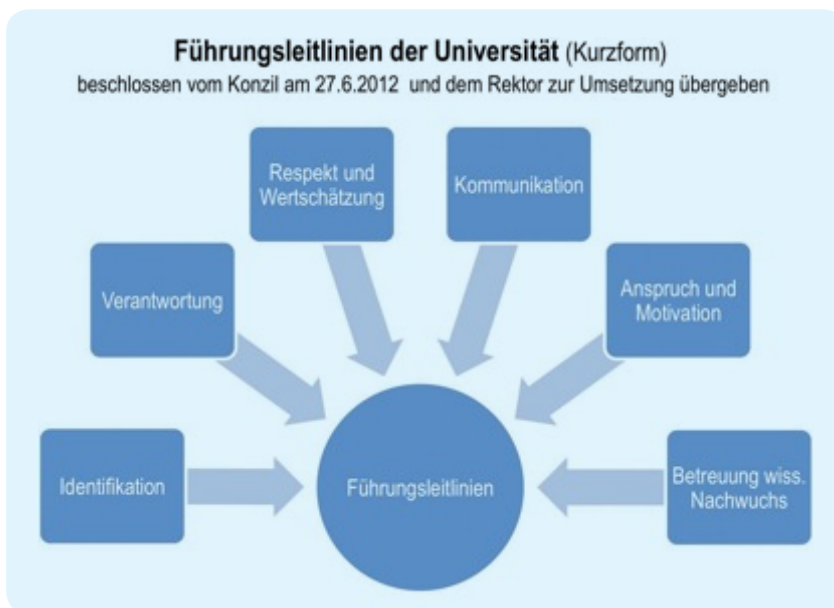 Führungsleitlinien der Universität (Kurzform)
beschlossen vom Konzil am 27.6.2012 und dem Rektor zur Umsetzung übergeben
Respekt und
Wertschätzung
Kommunikation
Verantwortung
Anspruch und
Motivation
Identifikation
Führungsleitlinien
Betreuung wiss.
Nachwuchs